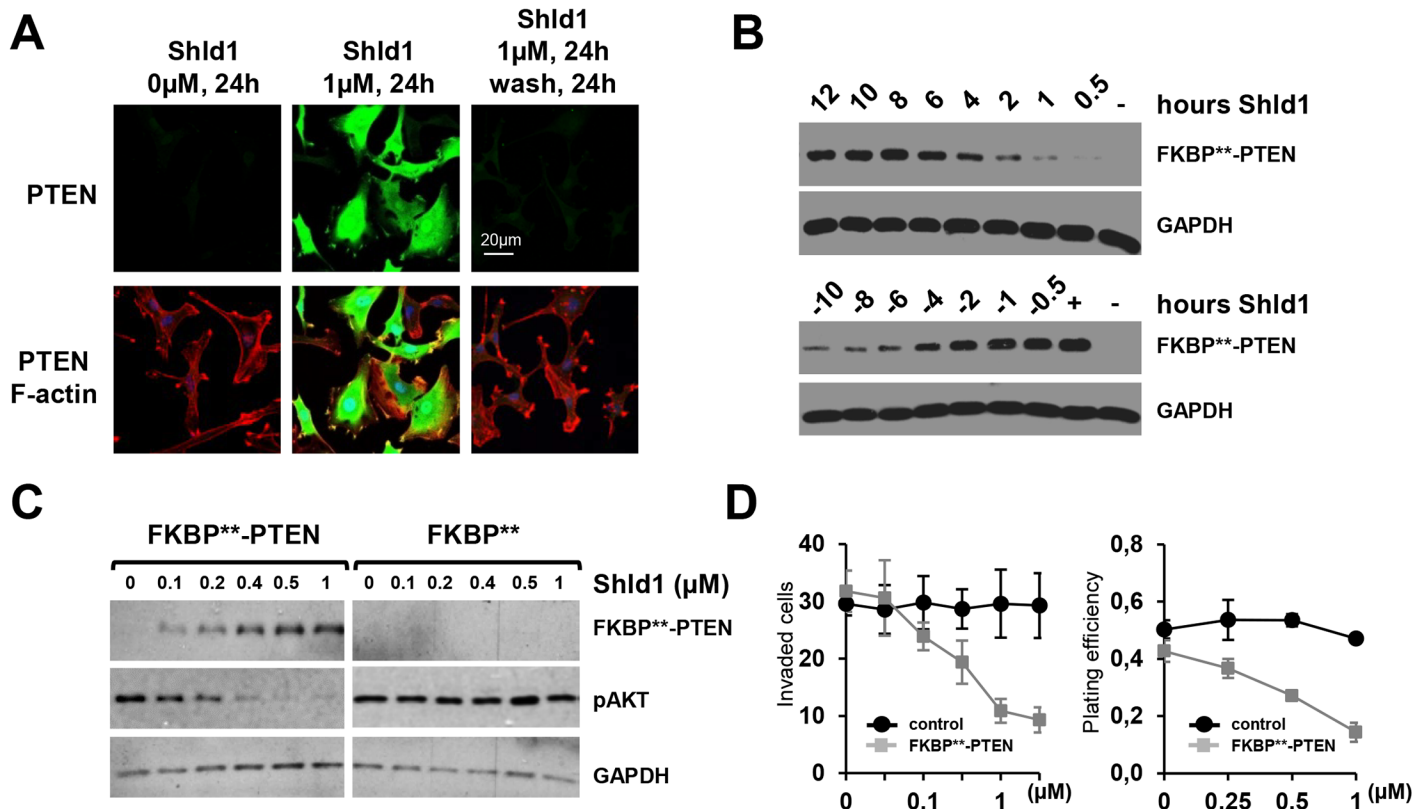 A
Shld1
0µM, 24h
Shld1
1µM, 24h
Shld1
1µM, 24h
wash, 24h
PTEN
20µm
PTEN
F-actin
B
12 10 8 6 4 2 1 0.5 - hours Shld1
FKBP**-PTEN
GAPDH
-10 -8 -6 -4 -2 -1 -0.5 + - hours Shld1
FKBP**-PTEN
GAPDH
C
FKBP**-PTEN FKBP**
0 0.1 0.2 0.4 0.5 1 0 0.1 0.2 0.4 0.5 1 Shld1 (µM)
FKBP**-PTEN
pAKT
GAPDH
D
Invaded cells
40
30
20
10
0
control
FKBP**-PTEN
0 0.1 1 (µM)
Plating efficiency
0,8
0,6
0,4
0,2
0,0
control
FKBP**-PTEN
0 0.25 0.5 1 (µM)